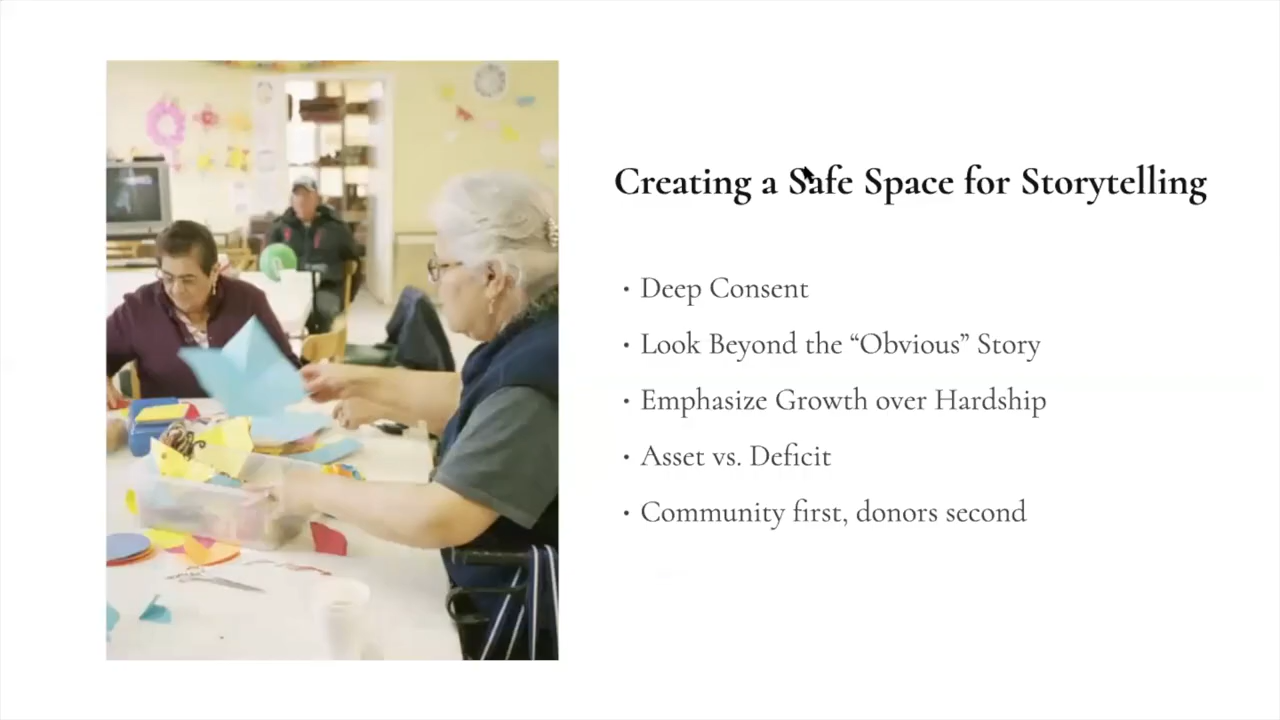 Creating a Safe Space for Storytelling
· Deep Consent
· Look Beyond the “Obvious” Story
· Emphasize Growth over Hardship
· Asset vs. Deficit
· Community first, donors second